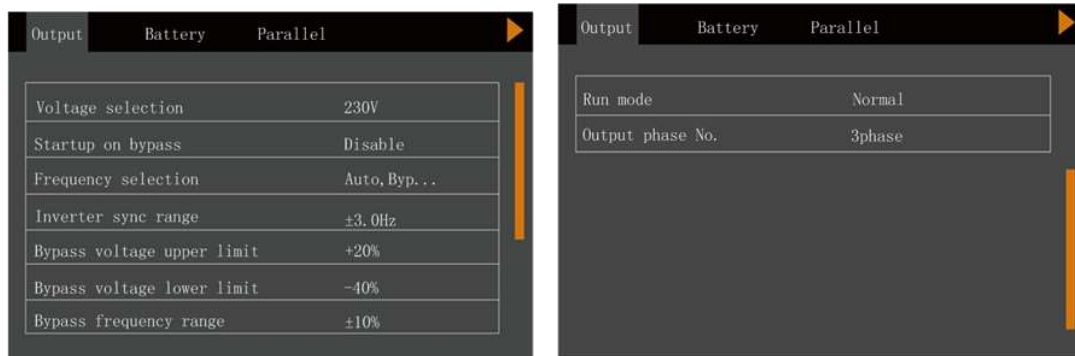 Output Battery Parallel
Voltage selection 230V
Startup on bypass Disable
Frequency selection Auto,Byp...
Inverter sync range ±3.0Hz
Bypass voltage upper limit +20%
Bypass voltage lower limit -40%
Bypass frequency range ±10%
Output Battery Parallel
Run mode Normal
Output phase No. 3phase